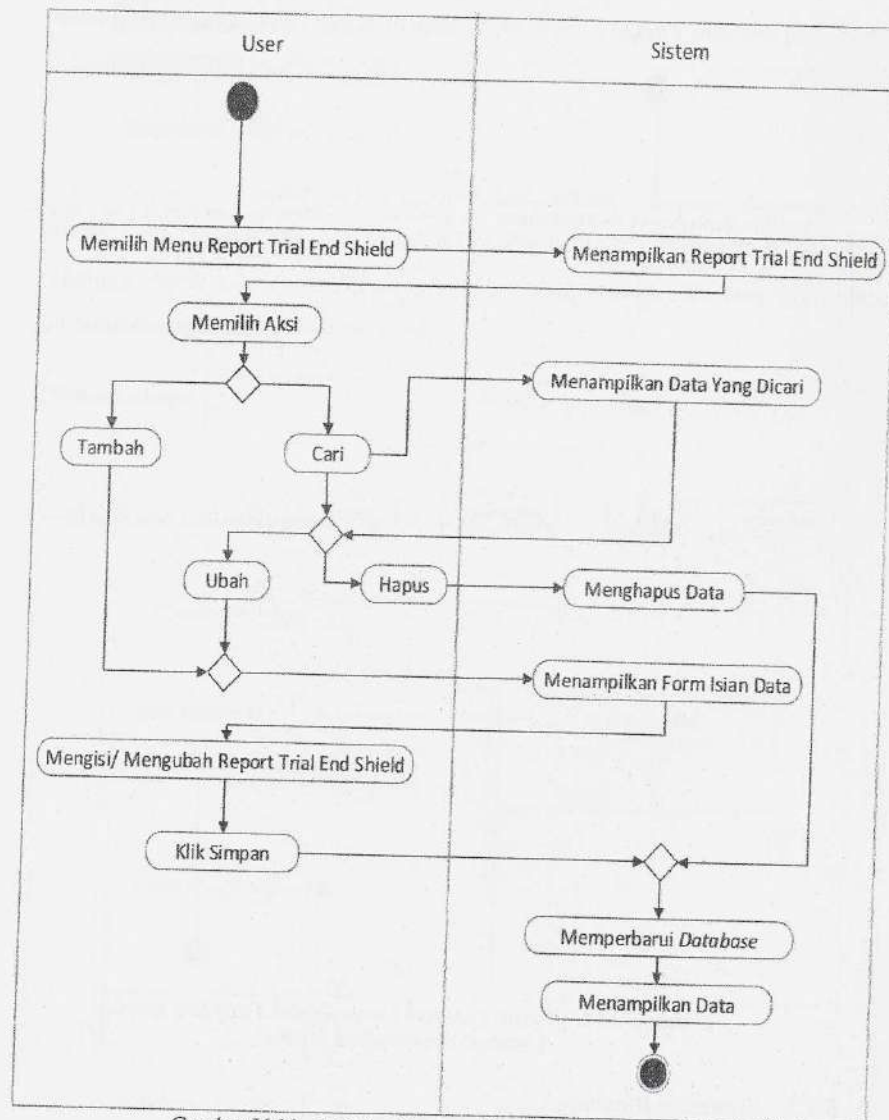 User
Sistem
Memilih Menu Report Trial End Shield
Menampilkan Report Trial End Shield
Memilih Aksi
Menampilkan Data Yang Dicari
Tambah
Cari
Ubah
Hapus
Menghapus Data
Menampilkan Form Isian Data
Mengisi/ Mengubah Report Trial End Shield
Klik Simpan
Memperbarui Database
Menampilkan Data